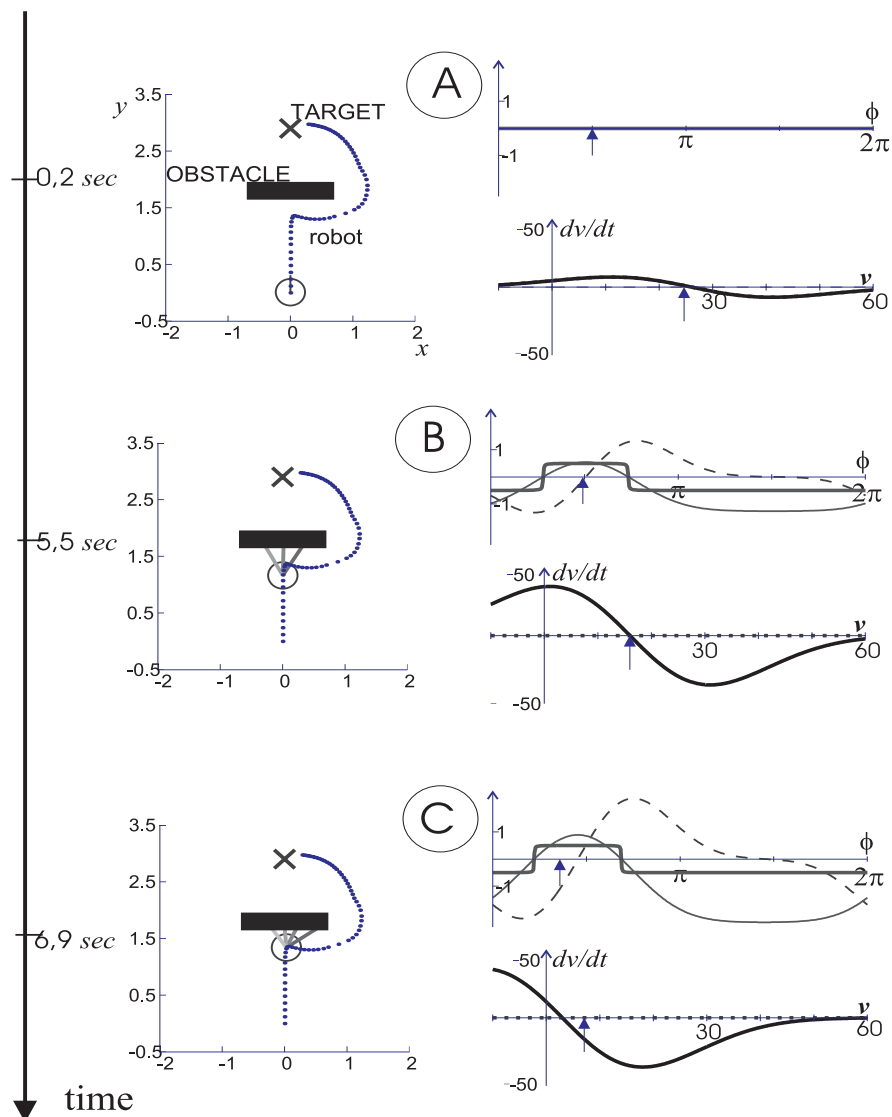 A
y
3.5
TARGET
2.5
OBSTACLE
1.5
robot
0.5
-0.5
-2
-1
0
1
2
x
0,2 sec
1
-1
π
ϕ
2π
50
dv/dt
v
30
60
-50
B
3.5
2.5
1.5
0.5
-0.5
-2
-1
0
1
2
5,5 sec
1
-1
π
ϕ
2π
50
dv/dt
v
30
60
-50
C
3.5
2.5
1.5
0.5
-0.5
-2
-1
0
1
2
6,9 sec
1
-1
π
ϕ
2π
50
dv/dt
v
30
60
-50
time